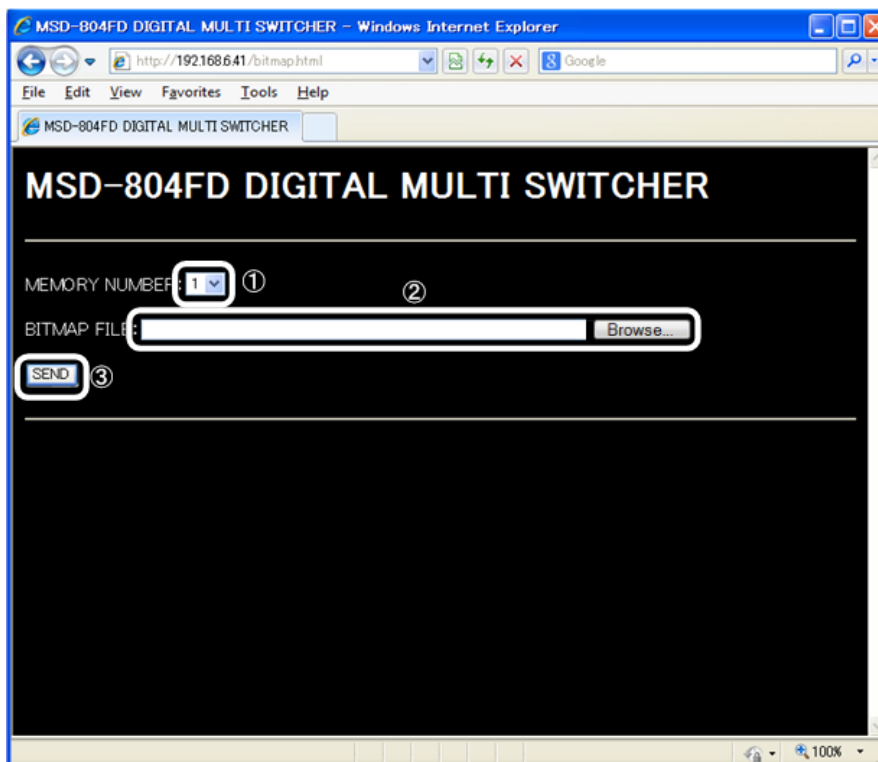 MSD-804FD DIGITAL MULTI SWITCHER - Windows Internet Explorer
http://192.168.6.41/bitmap.html
Google
File Edit View Favorites Tools Help
MSD-804FD DIGITAL MULTI SWITCHER
MSD-804FD DIGITAL MULTI SWITCHER
MEMORY NUMBER: 1 ①
②
BITMAP FILE: Browse...
SEND ③
100%